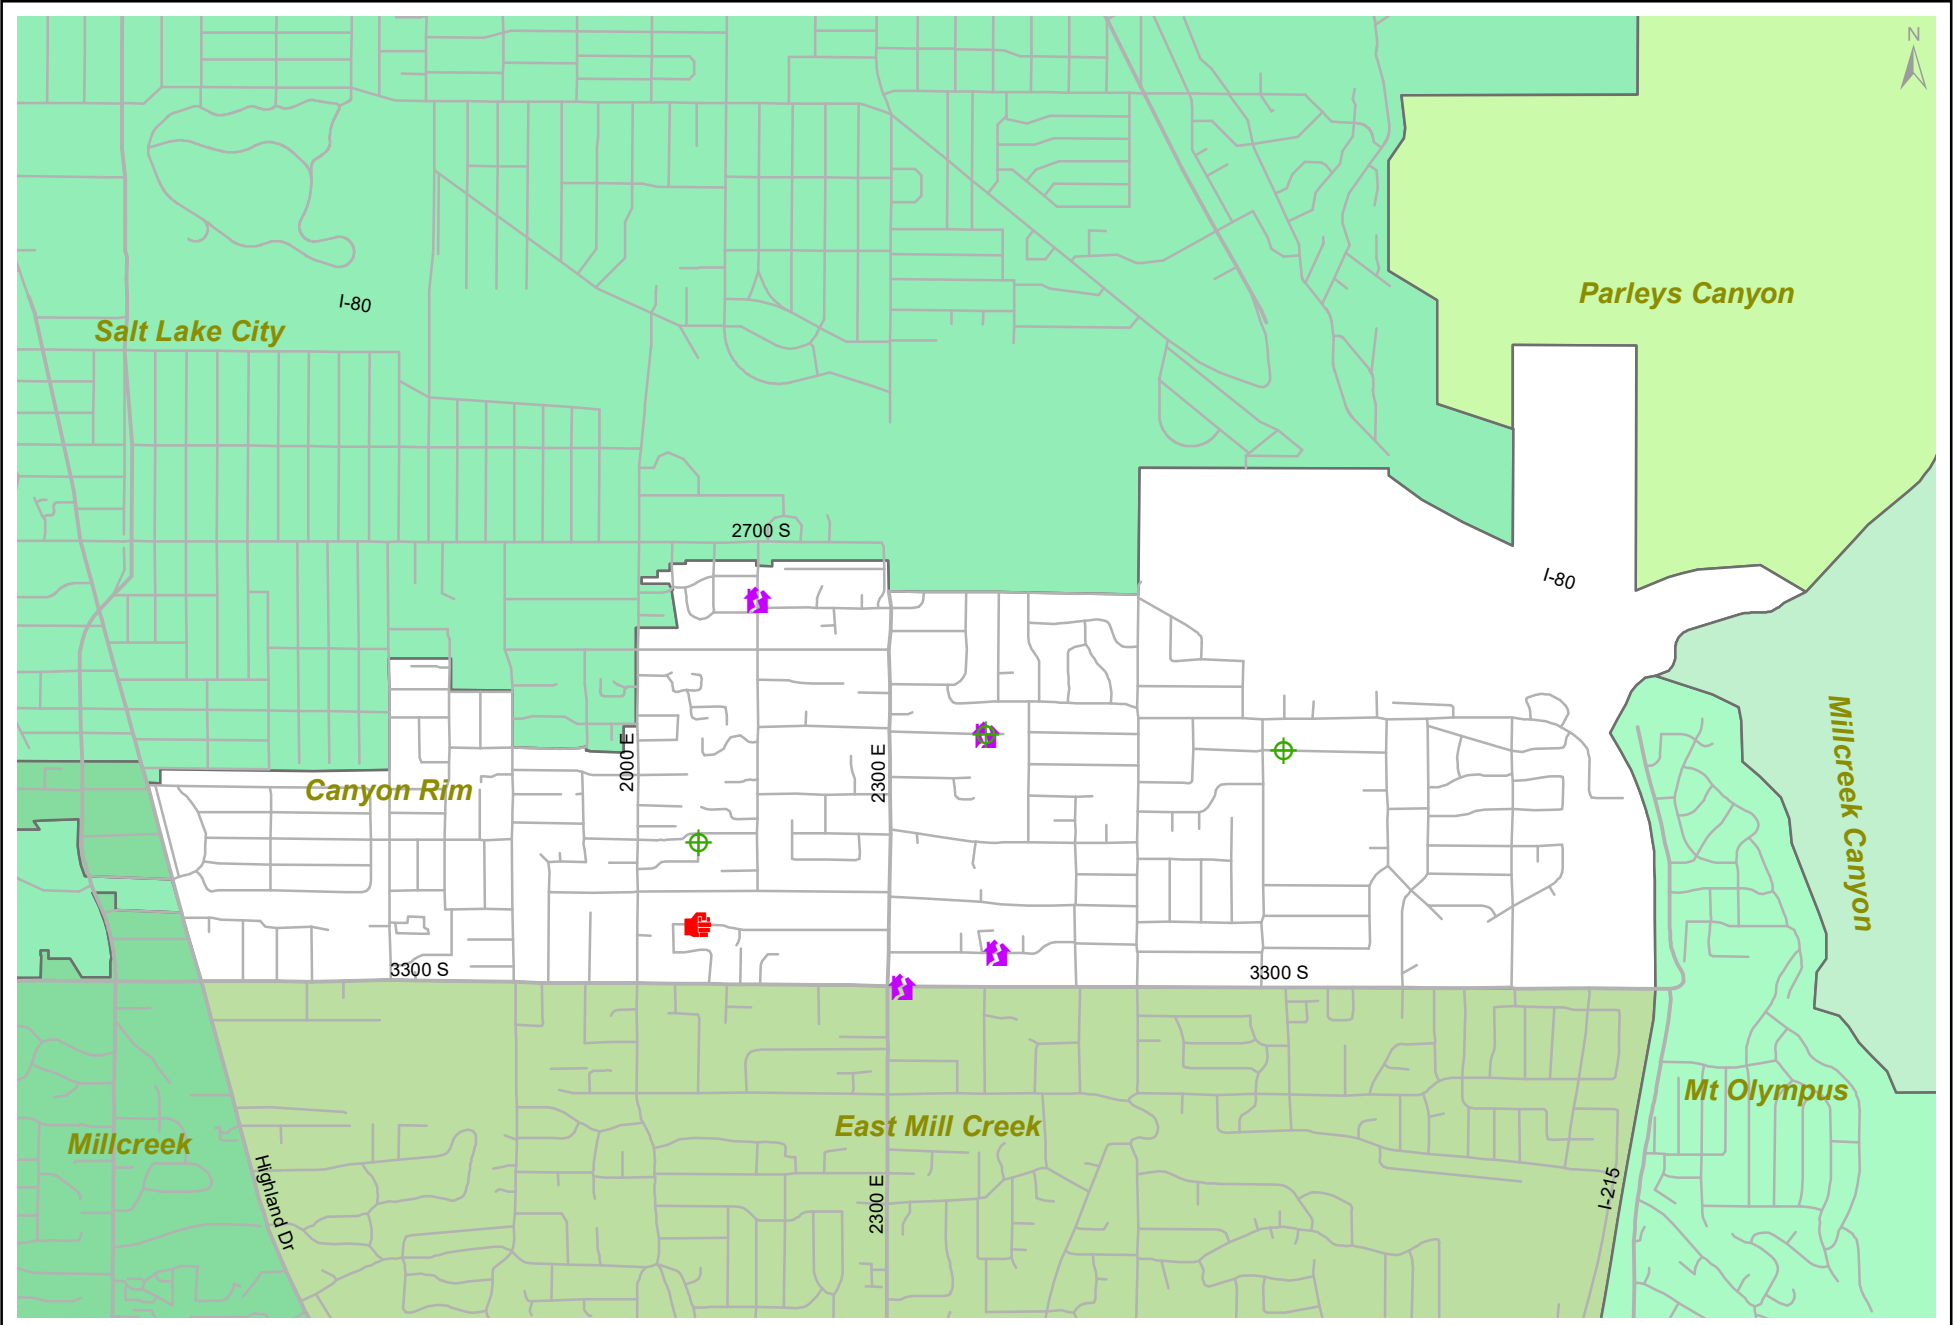 N
Parleys Canyon
I-80
Salt Lake City
2700 S
I-80
2000 E
2300 E
Canyon Rim
Millcreek Canyon
3300 S
3300 S
Mt Olympus
East Mill Creek
Millcreek
Highland Dr
2300 E
I-215